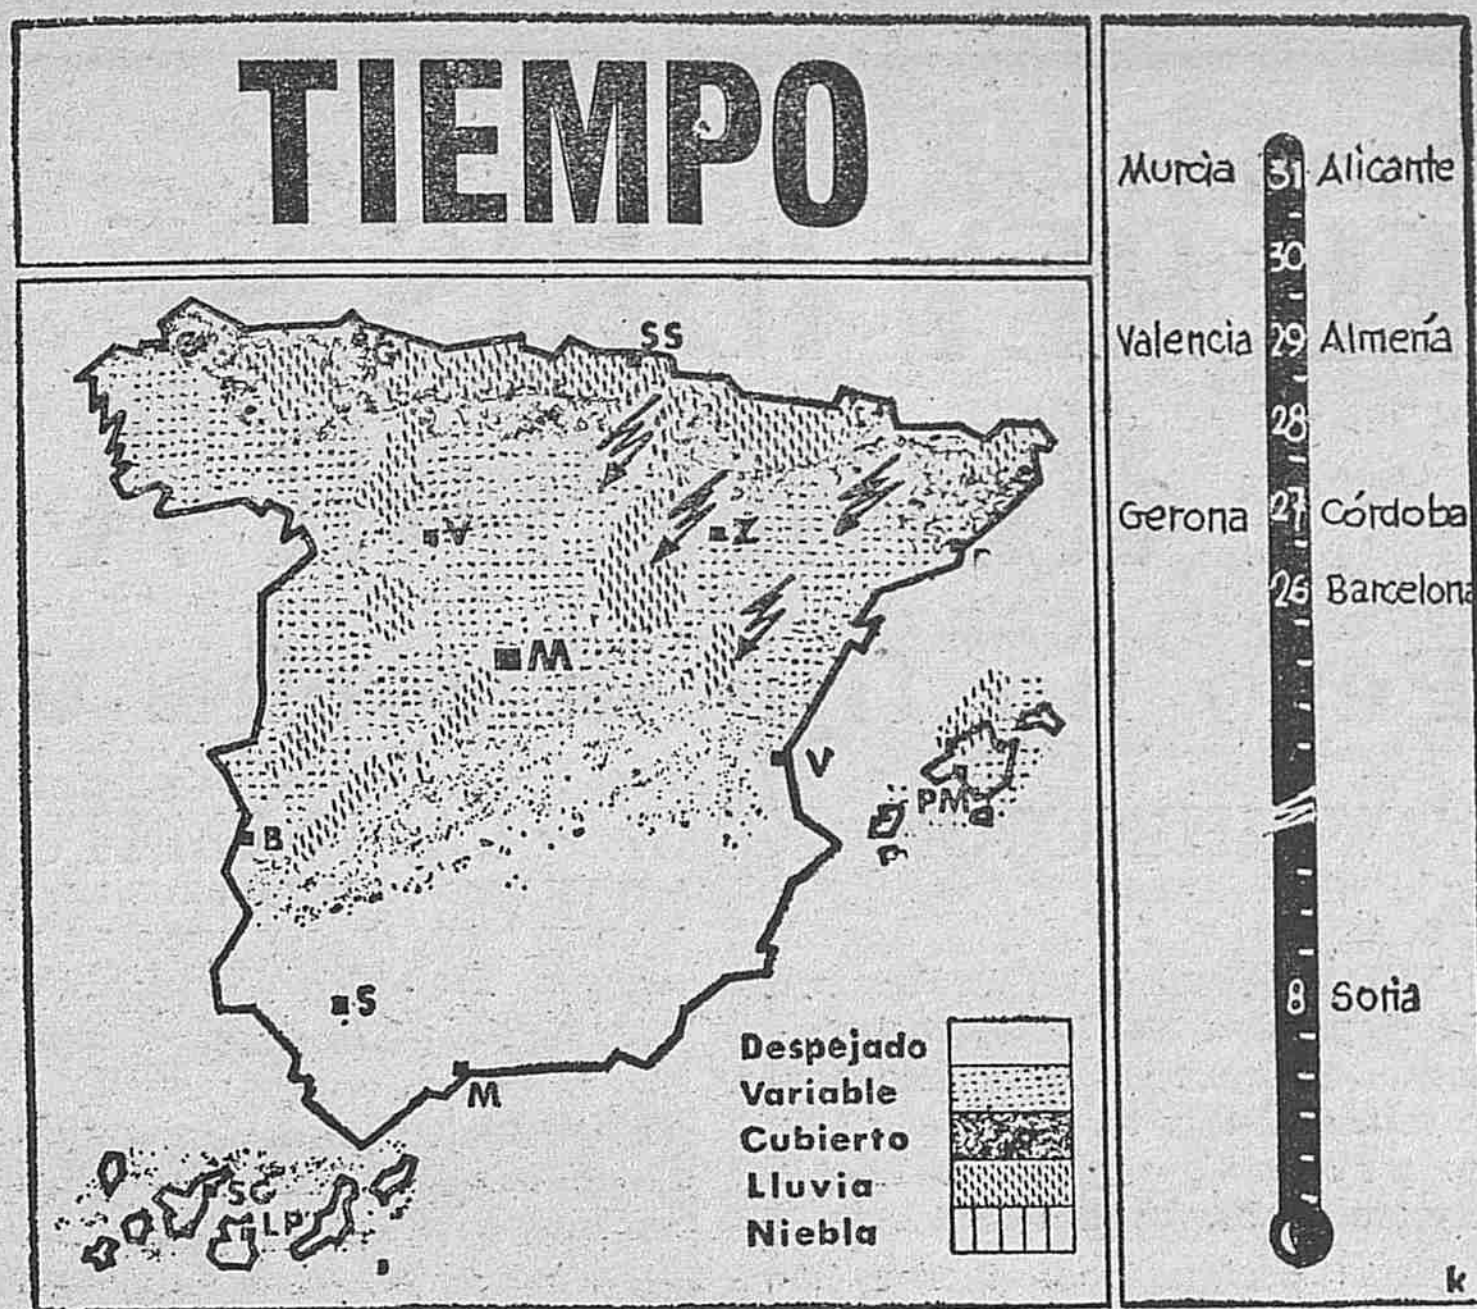 TIEMPO
SS
G
V
Z
M
V
PM
B
S
M
SC
LP
Despejado
Variable
Cubierto
Lluvia
Niebla
Murcia 31 Alicante
30
Valencia 29 Almería
28
Gerona 27 Córdoba
26 Barcelona
8 Soria
k